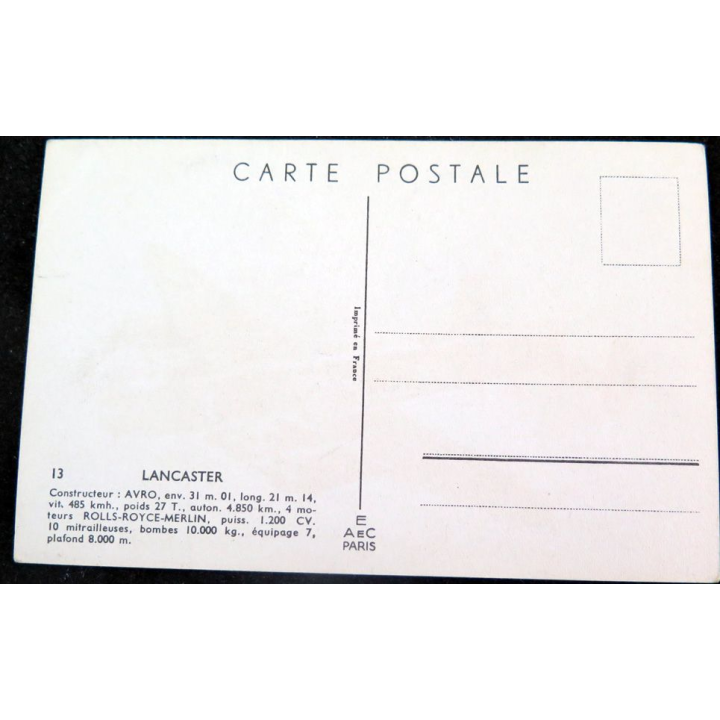 CARTE POSTALE
Imprimé en France
13 LANCASTER
Constructeur : AVRO, env. 31 m. 01, long. 21 m. 14,
vit. 485 kmh., poids 27 T., auton. 4.850 km., 4 mo-
teurs ROLLS-ROYCE-MERLIN, puiss. 1.200 CV.
10 mitrailleuses, bombes 10.000 kg., équipage 7,
plafond 8.000 m.
E
AEC
PARIS